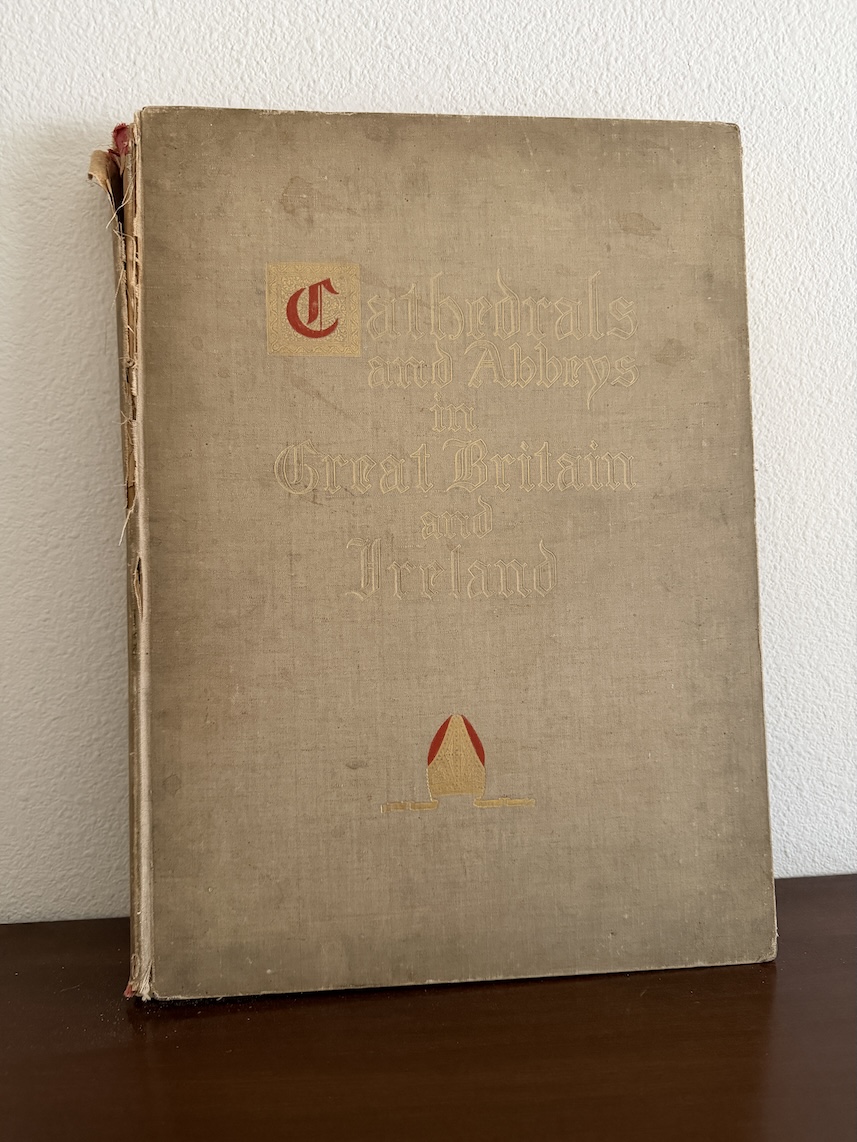 Cathedrals
and Abbeys
in
Great Britain
and
Ireland